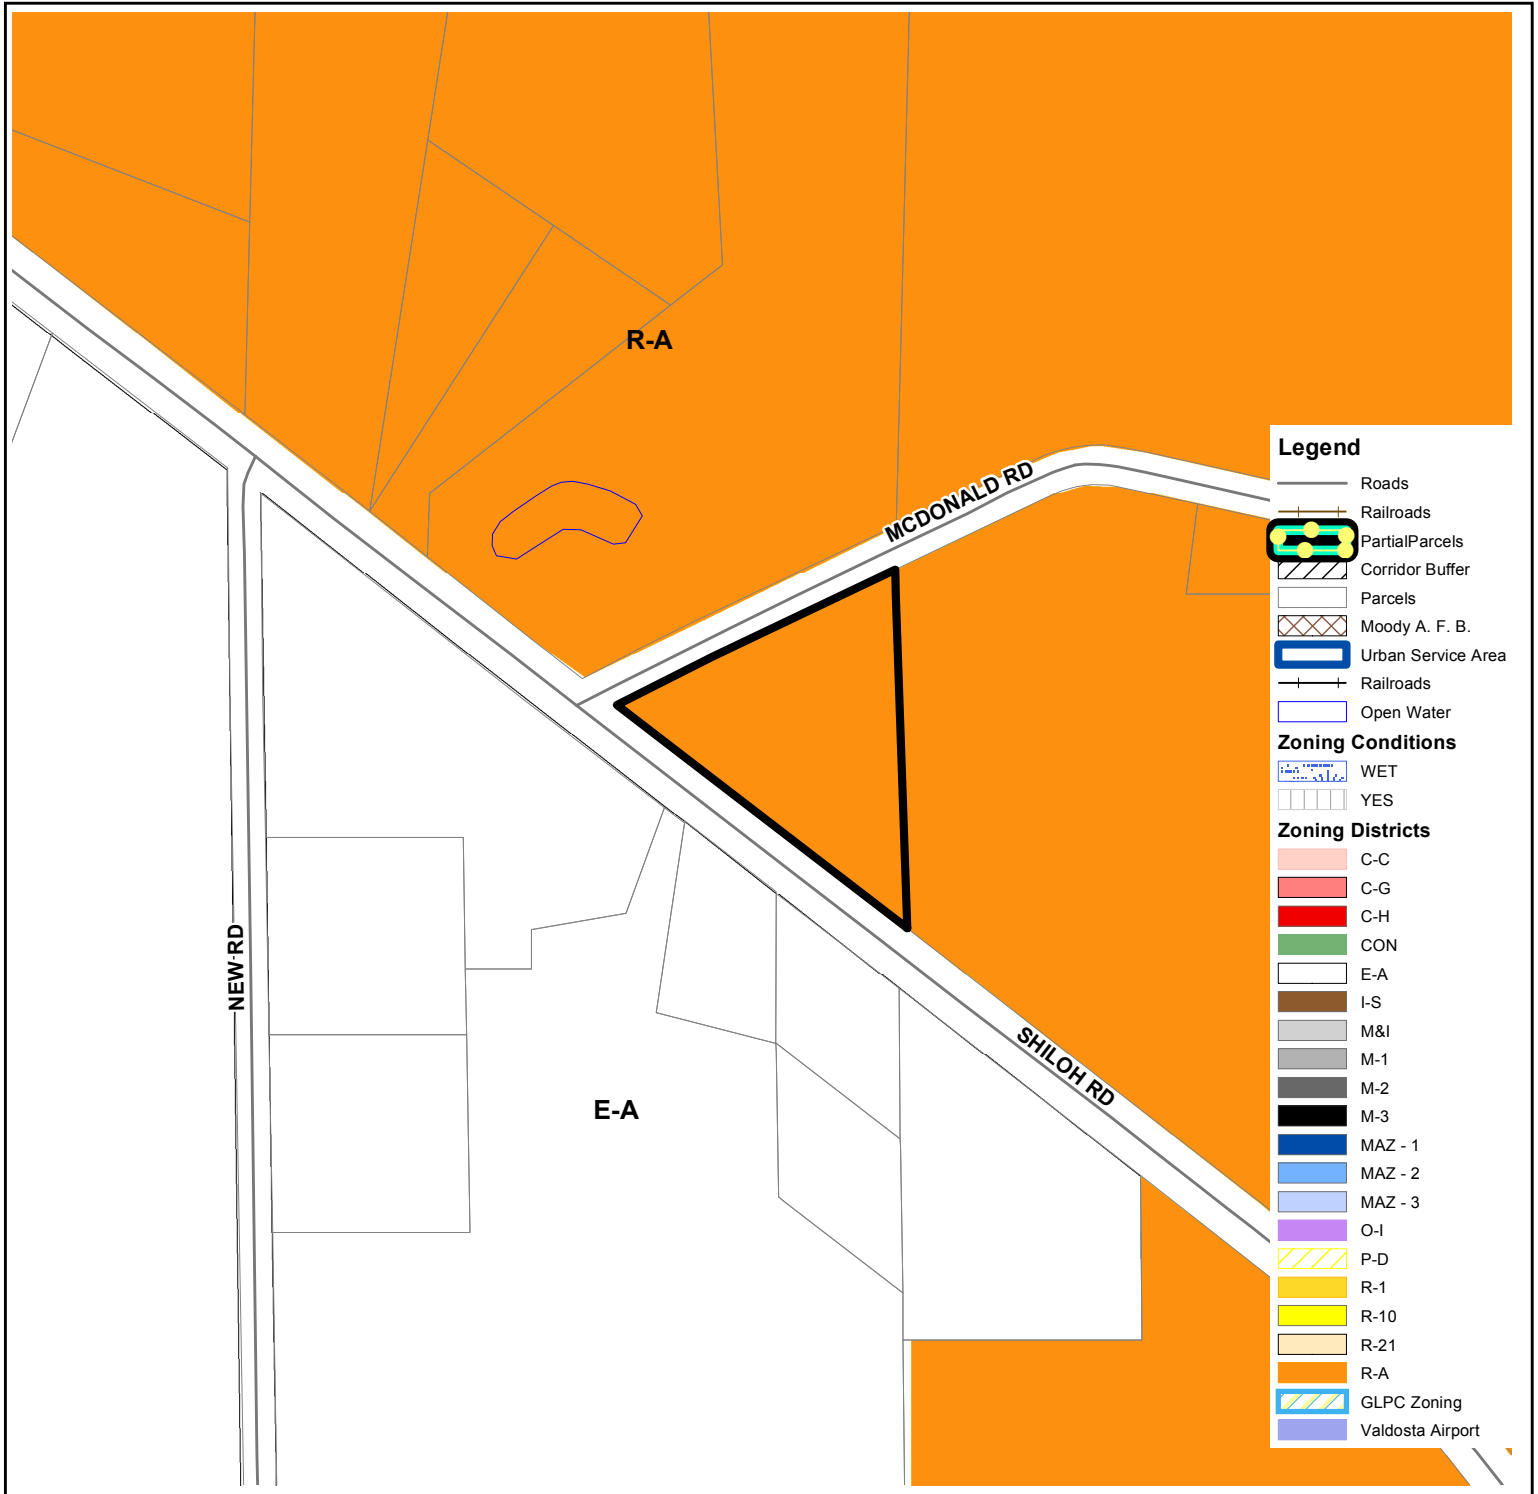 R-A
MCDONALD RD
NEW RD
SHILOH RD
E-A
Legend
Roads
Railroads
PartialParcels
Corridor Buffer
Parcels
Moody A. F. B.
Urban Service Area
Railroads
Open Water
Zoning Conditions
WET
YES
Zoning Districts
C-C
C-G
C-H
CON
E-A
I-S
M&I
M-1
M-2
M-3
MAZ - 1
MAZ - 2
MAZ - 3
O-I
P-D
R-1
R-10
R-21
R-A
GLPC Zoning
Valdosta Airport